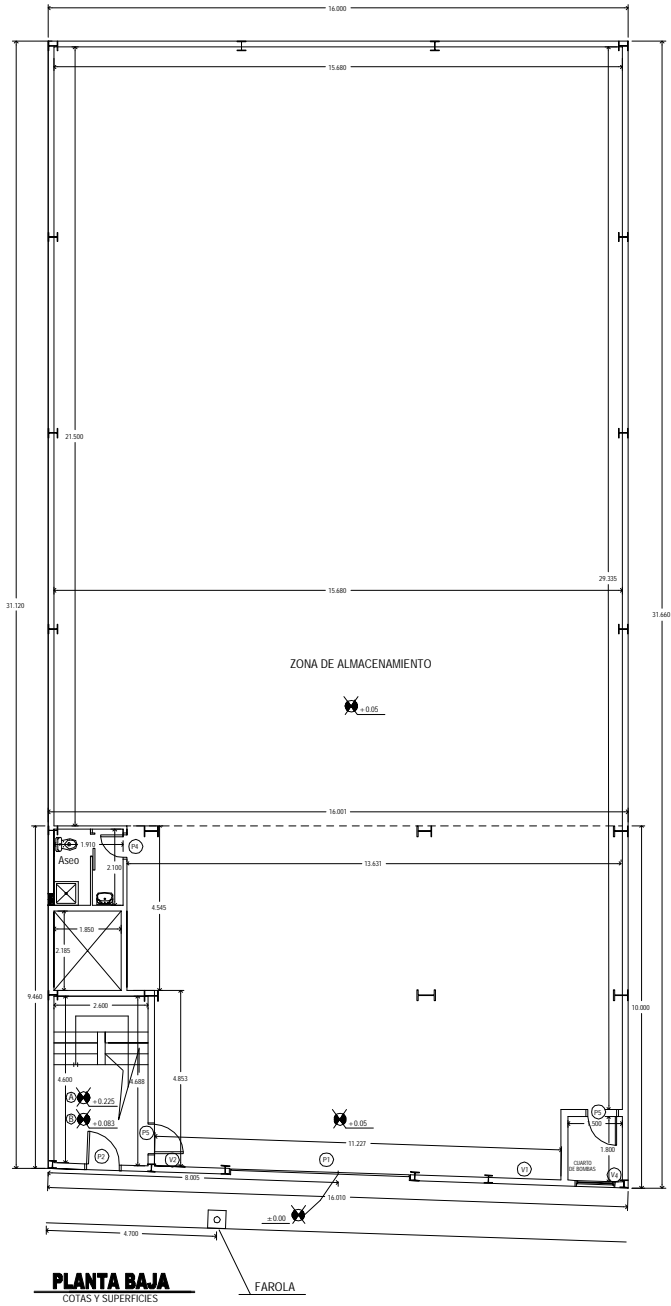 16.000
15.680
21.500
29.335
31.120
31.660
15.680
ZONA DE ALMACENAMIENTO
+0.05
16.001
P4
1.910
Aseo
2.100
13.631
4.545
1.850
2.185
9.460
10.000
2.600
4.600
4.688
4.853
A
+0.225
B
+0.083
+0.05
P5
P5
.500
11.227
1.800
P2
V2
P1
V1
CUARTO
DE BOMBAS
V4
8.005
16.010
±0.00
4.700
PLANTA BAJA
COTAS Y SUPERFICIES
FAROLA